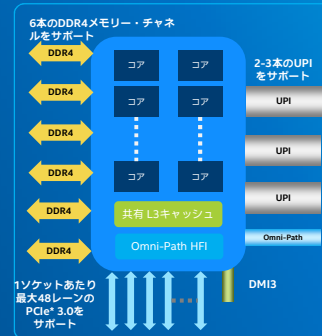 6本のDDR4メモリー・チャネ
ルをサポート
DDR4
DDR4
DDR4
DDR4
DDR4
DDR4
コア
コア
コア
コア
コア
コア
共有 L3キャッシュ
Omni-Path HFI
2-3本のUPI
をサポート
UPI
UPI
UPI
Omni-Path
DMI3
1ソケットあたり
最大48レーンの
PCIe* 3.0を
サポート